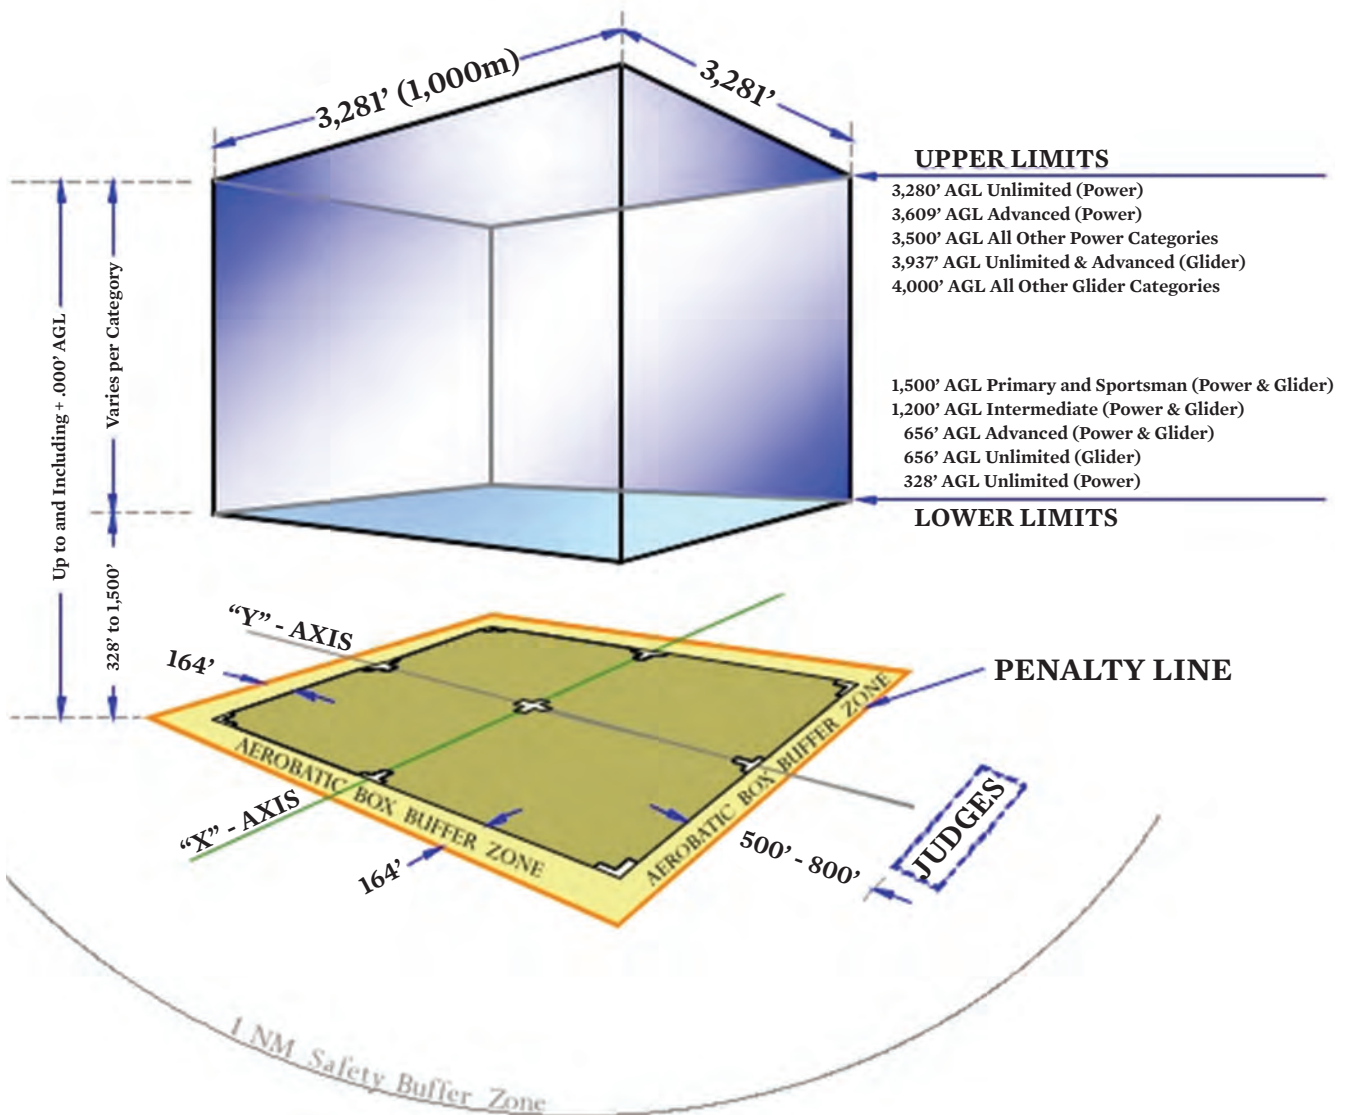 3,281’ (1,000m)
3,281’
UPPER LIMITS
3,280’ AGL Unlimited (Power)
3,609’ AGL Advanced (Power)
3,500’ AGL All Other Power Categories
3,937’ AGL Unlimited & Advanced (Glider)
4,000’ AGL All Other Glider Categories
1,500’ AGL Primary and Sportsman (Power & Glider)
1,200’ AGL Intermediate (Power & Glider)
656’ AGL Advanced (Power & Glider)
656’ AGL Unlimited (Glider)
328’ AGL Unlimited (Power)
LOWER LIMITS
Up to and Including + .000’ AGL
Varies per Category
328’ to 1,500’
“Y” - AXIS
164’
PENALTY LINE
AEROBATIC BOX BUFFER ZONE
“X” - AXIS
AEROBATIC BOX BUFFER ZONE
164’
500’ - 800’
JUDGES
1 NM Safety Buffer Zone